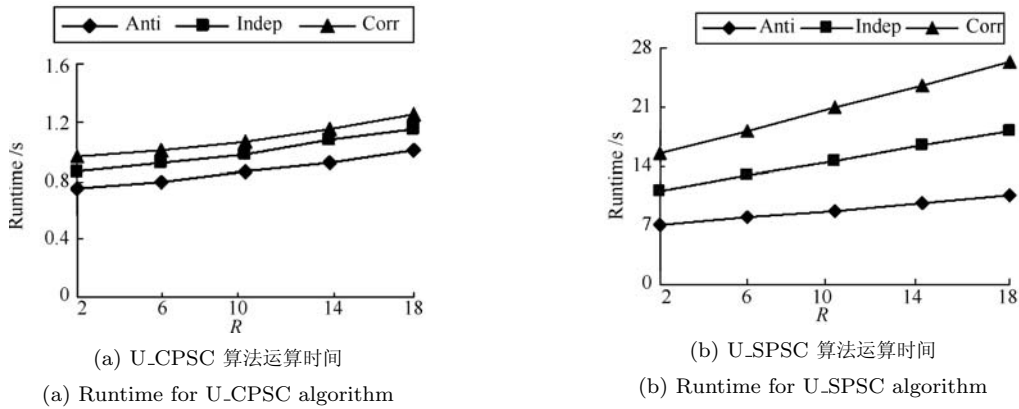 Anti Indep Corr
1.6
1.2
0.8
0.4
0
Runtime /s
2 6 10 14 18
R
(a) U_CPSC 算法运算时间
(a) Runtime for U_CPSC algorithm
Anti Indep Corr
28
21
14
7
0
Runtime /s
2 6 10 14 18
R
(b) U_SPSC 算法运算时间
(b) Runtime for U_SPSC algorithm